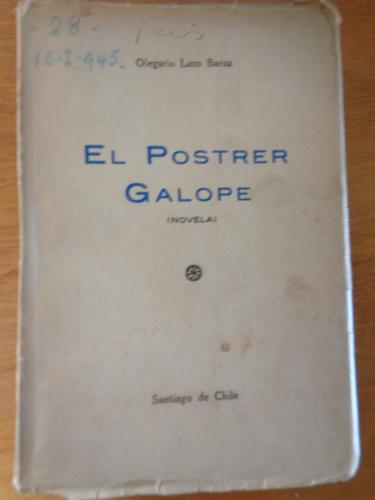 - 28 -
15-I-945.
Olegario Lazo Baeza
EL POSTRER
GALOPE
(NOVELA)
Santiago de Chile